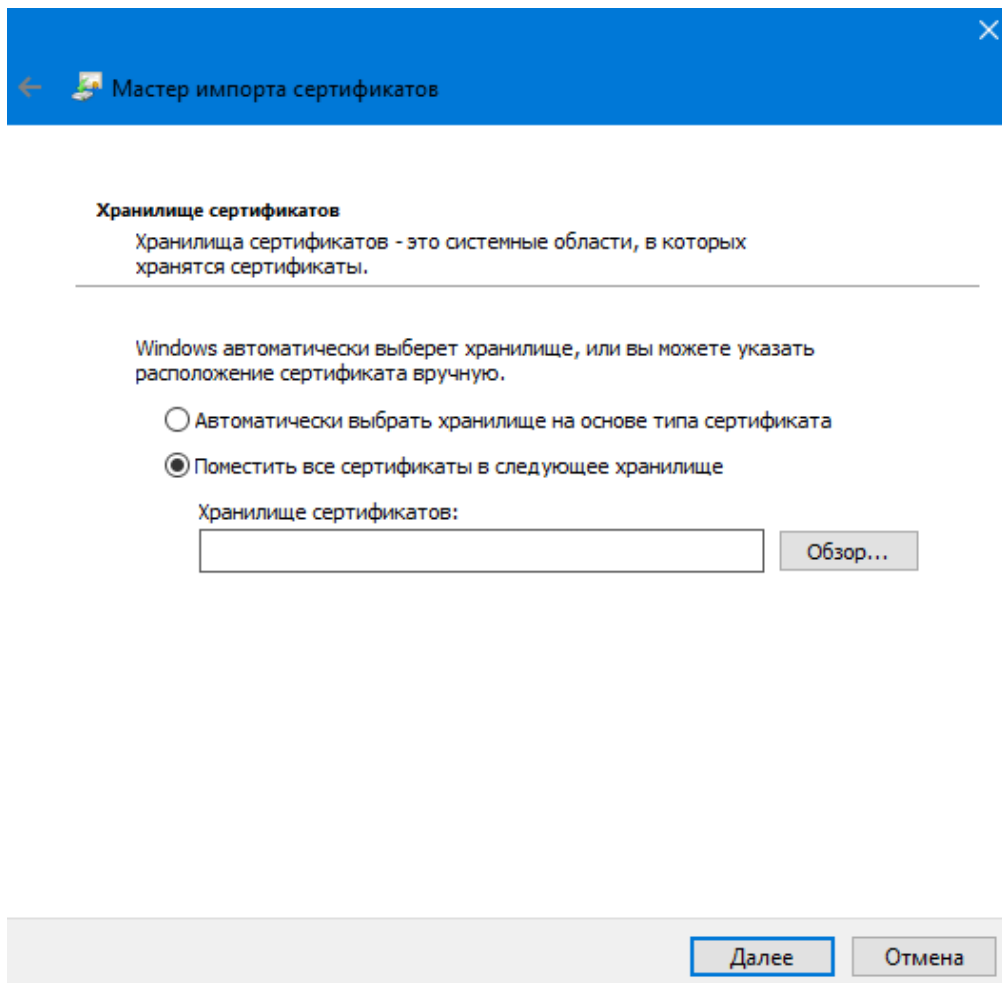 Мастер импорта сертификатов
Хранилище сертификатов
Хранилища сертификатов - это системные области, в которых
хранятся сертификаты.
Windows автоматически выберет хранилище, или вы можете указать
расположение сертификата вручную.
Автоматически выбрать хранилище на основе типа сертификата
Поместить все сертификаты в следующее хранилище
Хранилище сертификатов:
Обзор...
Далее
Отмена